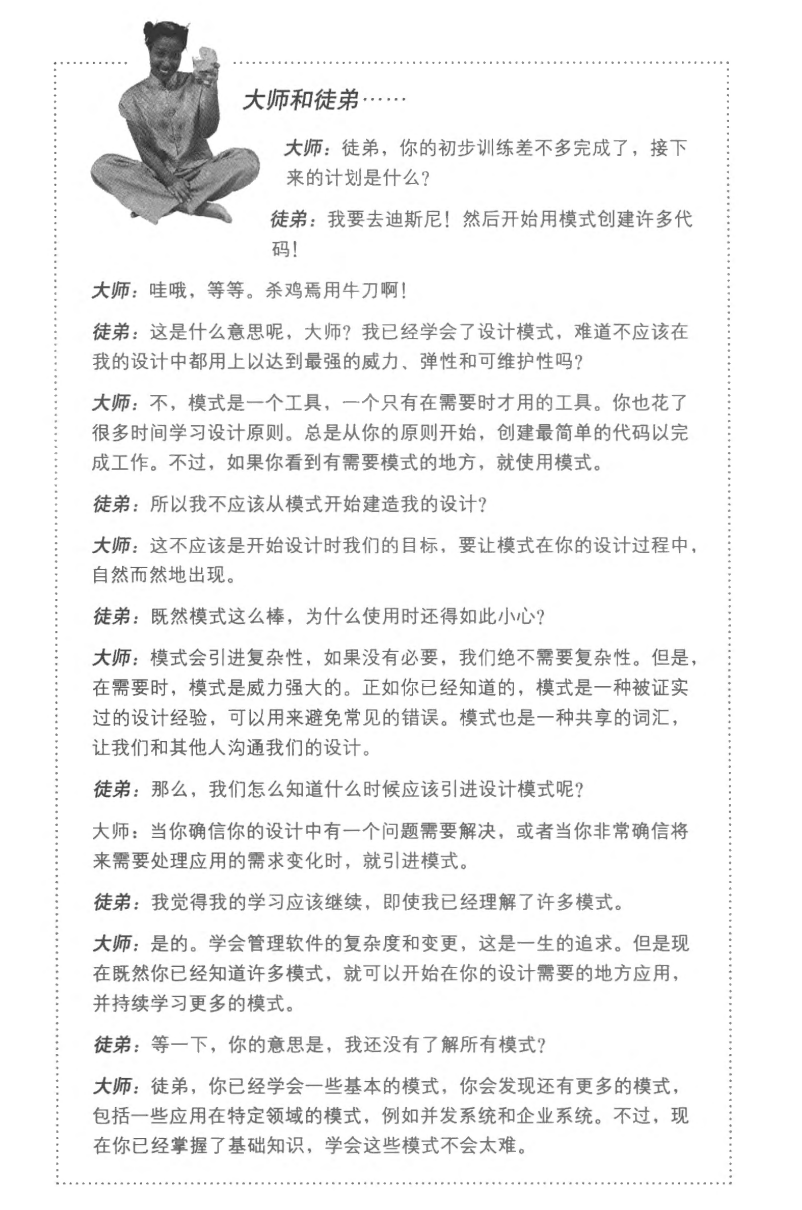 大师和徒弟……
大师：徒弟，你的初步训练差不多完成了，接下
来的计划是什么？
徒弟：我要去迪斯尼！然后开始用模式创建许多代
码！
大师：哇哦，等等。杀鸡焉用牛刀啊！
徒弟：这是什么意思呢，大师？我已经学会了设计模式，难道不应该在
我的设计中都用上以达到最强的威力、弹性和可维护性吗？
大师：不，模式是一个工具，一个只有在需要时才用的工具。你也花了
很多时间学习设计原则。总是从你的原则开始，创建最简单的代码以完
成工作。不过，如果你看到有需要模式的地方，就使用模式。
徒弟：所以我不应该从模式开始建造我的设计？
大师：这不应该是开始设计时我们的目标，要让模式在你的设计过程中，
自然而然地出现。
徒弟：既然模式这么棒，为什么使用时还得如此小心？
大师：模式会引进复杂性，如果没有必要，我们绝不需要复杂性。但是，
在需要时，模式是威力强大的。正如你已经知道的，模式是一种被证实
过的设计经验，可以用来避免常见的错误。模式也是一种共享的词汇，
让我们和其他人沟通我们的设计。
徒弟：那么，我们怎么知道什么时候应该引进设计模式呢？
大师：当你确信你的设计中有一个问题需要解决，或者当你非常确信将
来需要处理应用的需求变化时，就引进模式。
徒弟：我觉得我的学习应该继续，即使我已经理解了许多模式。
大师：是的。学会管理软件的复杂度和变更，这是一生的追求。但是现
在既然你已经知道许多模式，就可以开始在你的设计需要的地方应用，
并持续学习更多的模式。
徒弟：等一下，你的意思是，我还没有了解所有模式？
大师：徒弟，你已经学会一些基本的模式，你会发现还有更多的模式，
包括一些应用在特定领域的模式，例如并发系统和企业系统。不过，现
在你已经掌握了基础知识，学会这些模式不会太难。